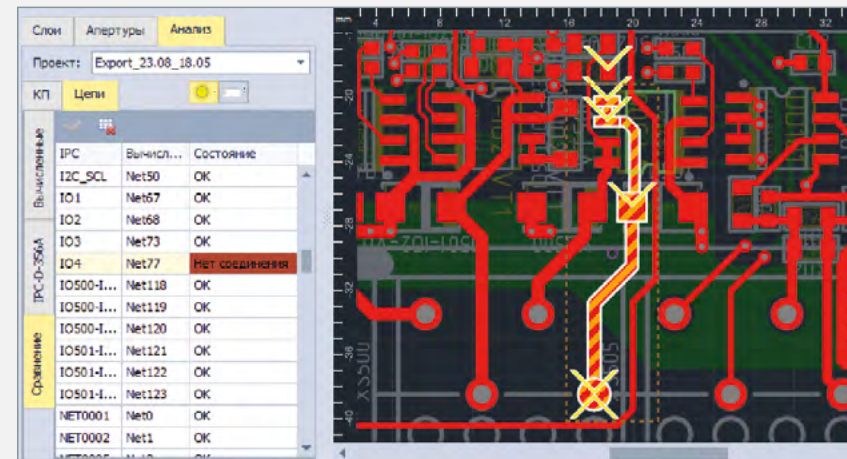 Слои Апертуры Анализ
Проект: Export_23.08_18.05
КП Цепи
Вычисленные
IPC-D-356A
Сравнение
IPC Вычисл... Состояние
I2C_SCL Net50 OK
IO1 Net67 OK
IO2 Net68 OK
IO3 Net73 OK
IO4 Net77 Нет соединения
IO500-I... Net118 OK
IO500-I... Net119 OK
IO500-I... Net120 OK
IO501-I... Net121 OK
IO501-I... Net122 OK
IO501-I... Net123 OK
NET0001 Net0 OK
NET0002 Net1 OK
mm 4 8 12 16 20 24 28 32
-20
-24
-28
-32
-36
-40